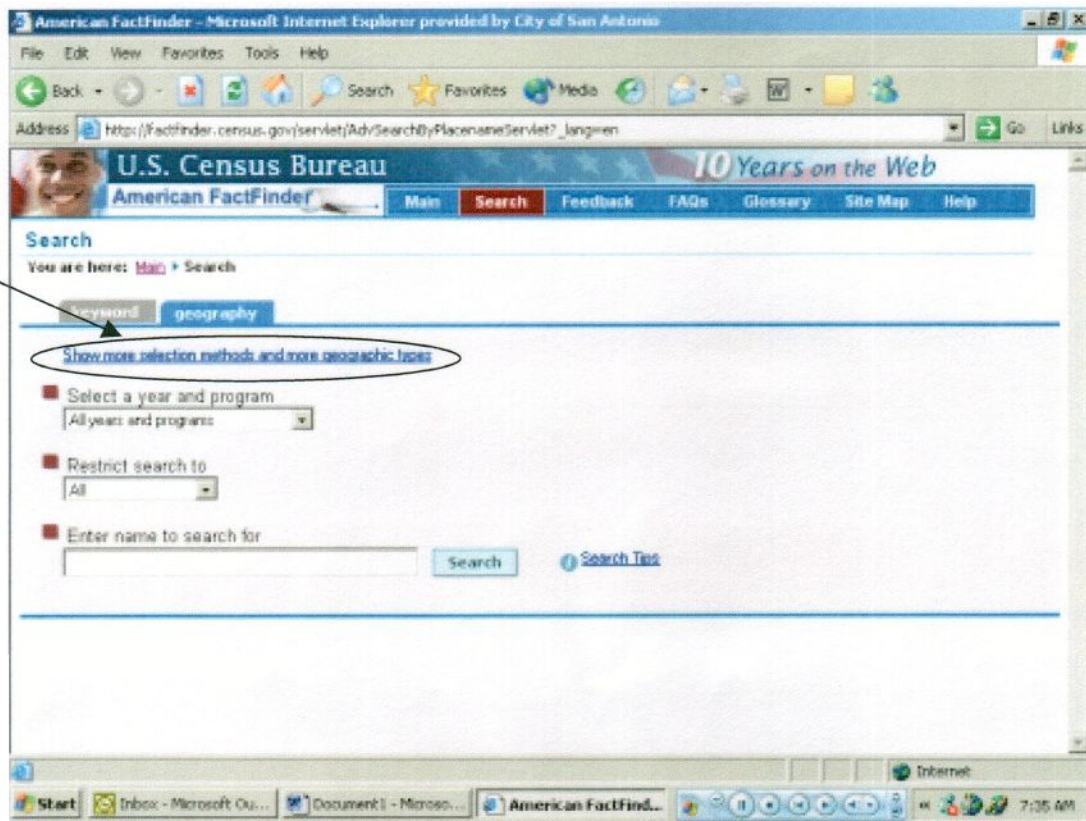 American FactFinder - Microsoft Internet Explorer provided by City of San Antonio
File Edit View Favorites Tools Help
Back Search Favorites Media
Address http://factfinder.census.gov/servlet/AdvSearchByPlacenameServlet?_lang=en Go Links
U.S. Census Bureau 10 Years on the Web
American FactFinder Main Search Feedback FAQs Glossary Site Map Help
Search
You are here: Main Search
keyword geography
Show more selection methods and more geographic types
Select a year and program
All years and programs
Restrict search to
All
Enter name to search for
Search Search Tips
Internet
Start Inbox - Microsoft Ou... Document1 - Microso... American FactFind... 7:35 AM